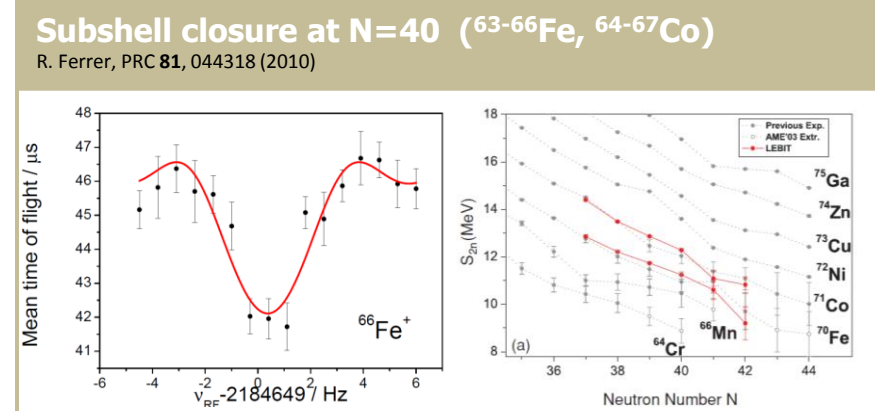 Subshell closure at N=40 (63-66Fe, 64-67Co)
R. Ferrer, PRC 81, 044318 (2010)
48
47
46
45
44
43
42
41
Mean time of flight / μs
66Fe+
-6 -4 -2 0 2 4 6
νRF-2184649 / Hz
18
16
14
12
10
8
S2n(MeV)
Previous Exp.
AME'03 Extr.
LEBIT
75Ga
74Zn
73Cu
72Ni
71Co
70Fe
66Mn
64Cr
(a)
36 38 40 42 44
Neutron Number N